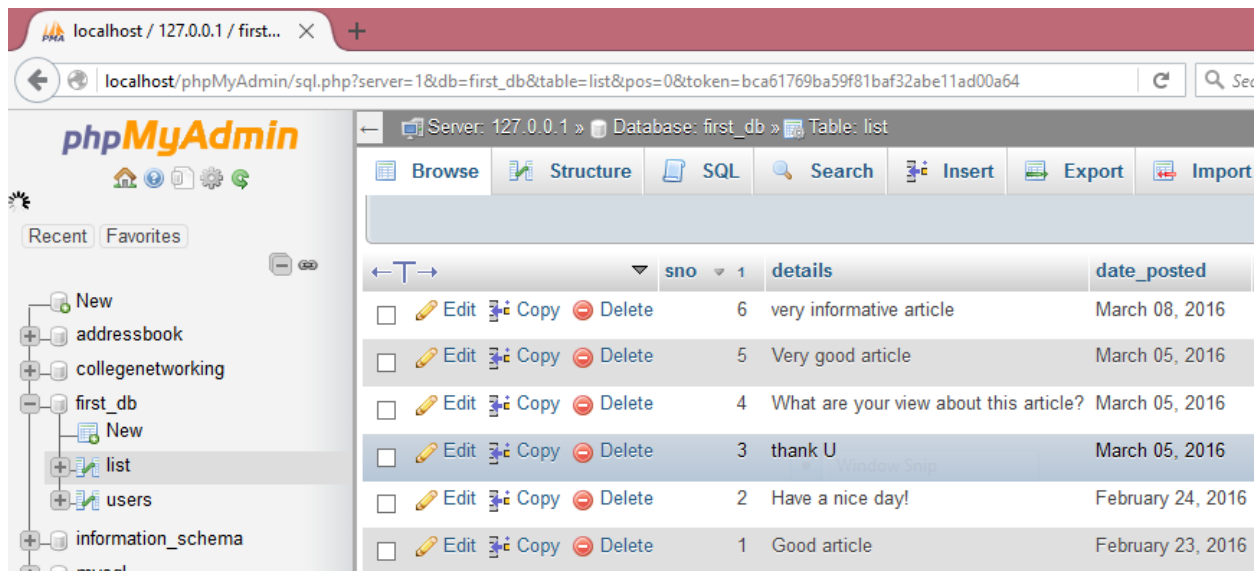 localhost / 127.0.0.1 / first...
localhost/phpMyAdmin/sql.php?server=1&db=first_db&table=list&pos=0&token=bca61769ba59f81baf32abe11ad00a64
phpMyAdmin
Recent Favorites
New
addressbook
collegenetworking
first_db
New
list
users
information_schema
Server: 127.0.0.1 » Database: first_db » Table: list
Browse Structure SQL Search Insert Export Import
sno 1 details date_posted
Edit Copy Delete 6 very informative article March 08, 2016
Edit Copy Delete 5 Very good article March 05, 2016
Edit Copy Delete 4 What are your view about this article? March 05, 2016
Edit Copy Delete 3 thank U March 05, 2016
Window Snip
Edit Copy Delete 2 Have a nice day! February 24, 2016
Edit Copy Delete 1 Good article February 23, 2016